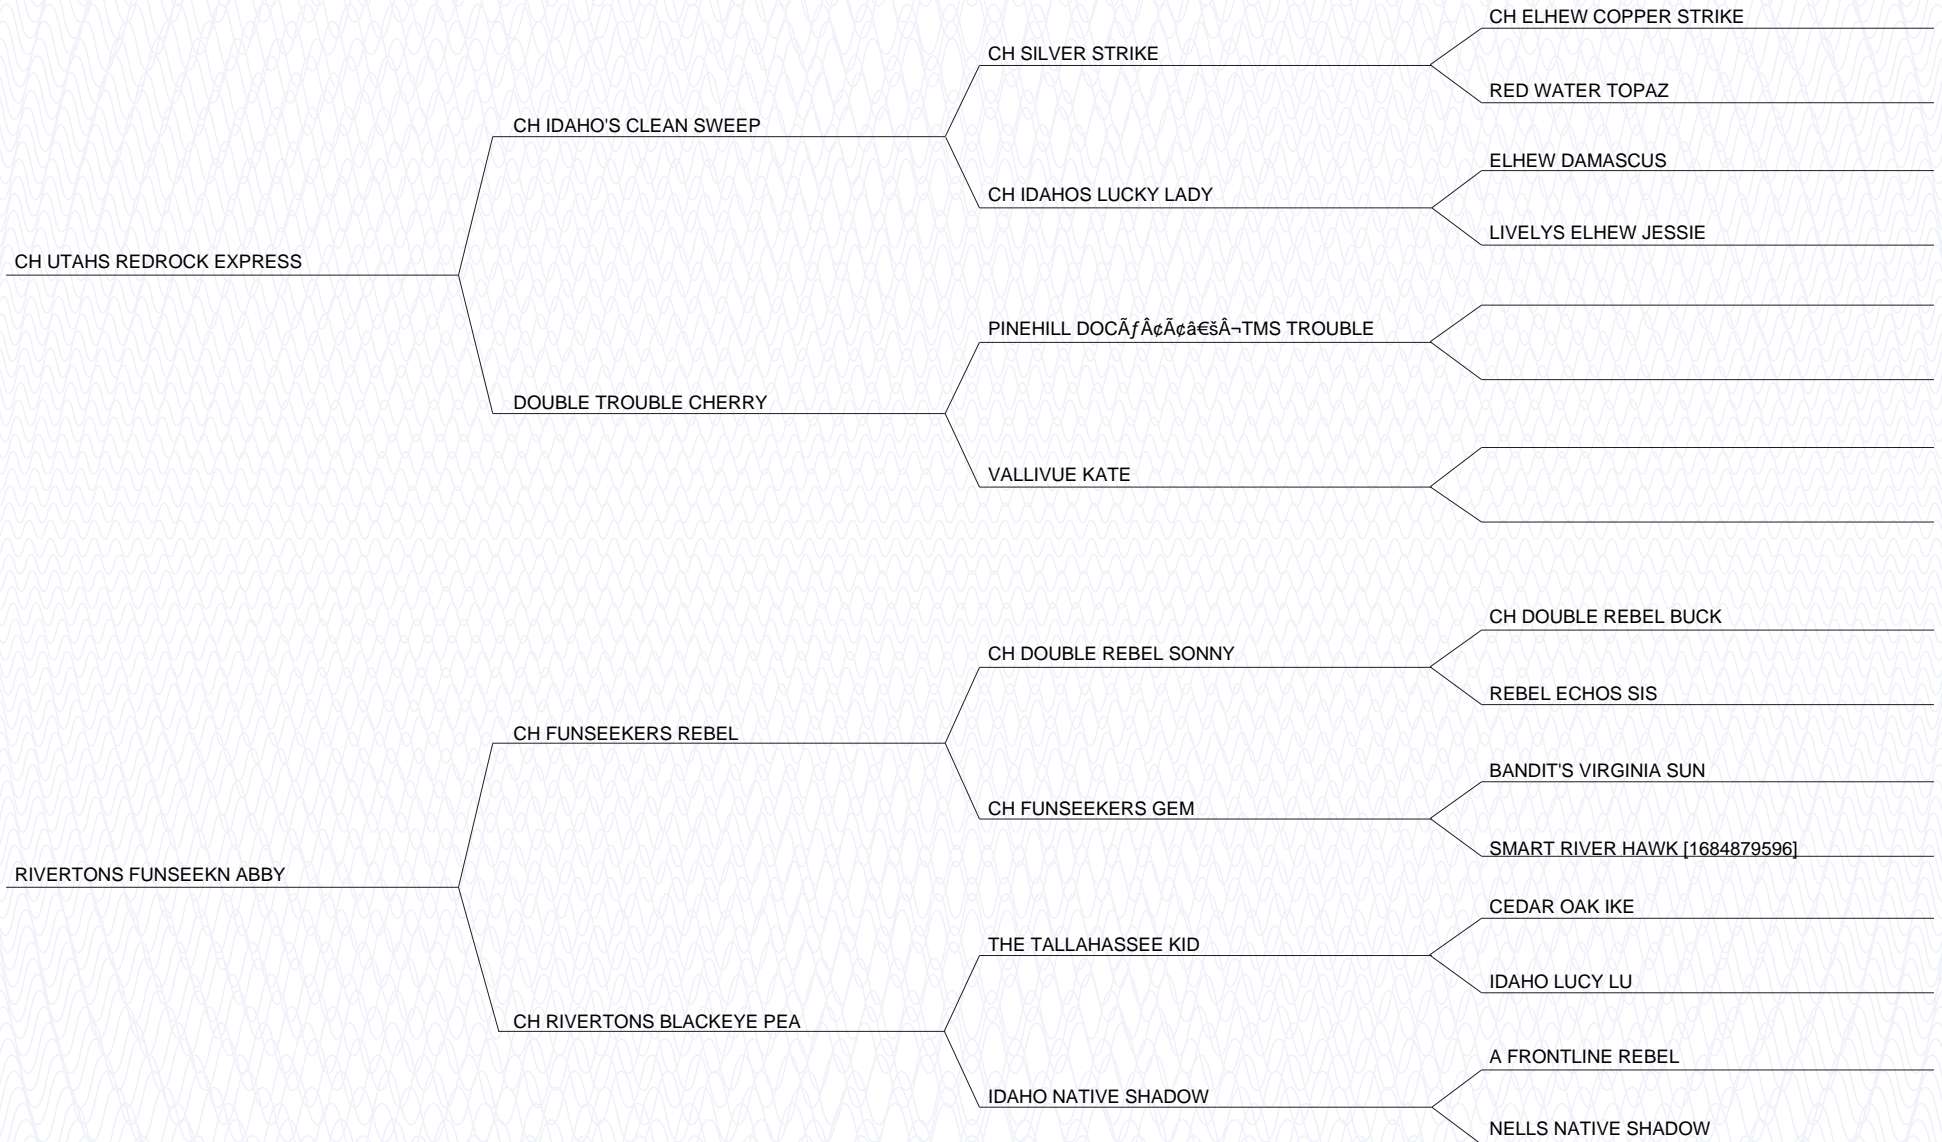 CH ELHEW COPPER STRIKE
CH SILVER STRIKE
RED WATER TOPAZ
CH IDAHO'S CLEAN SWEEP
ELHEW DAMASCUS
CH IDAHOS LUCKY LADY
LIVELYS ELHEW JESSIE
CH UTAHS REDROCK EXPRESS
PINEHILL DOCÃƒÂ¢Ã¢â€šÂ¬TMS TROUBLE
DOUBLE TROUBLE CHERRY
VALLIVUE KATE
CH DOUBLE REBEL BUCK
CH DOUBLE REBEL SONNY
REBEL ECHOS SIS
CH FUNSEEKERS REBEL
BANDIT'S VIRGINIA SUN
CH FUNSEEKERS GEM
SMART RIVER HAWK [1684879596]
RIVERTONS FUNSEEKN ABBY
CEDAR OAK IKE
THE TALLAHASSEE KID
IDAHO LUCY LU
CH RIVERTONS BLACKEYE PEA
A FRONTLINE REBEL
IDAHO NATIVE SHADOW
NELLS NATIVE SHADOW